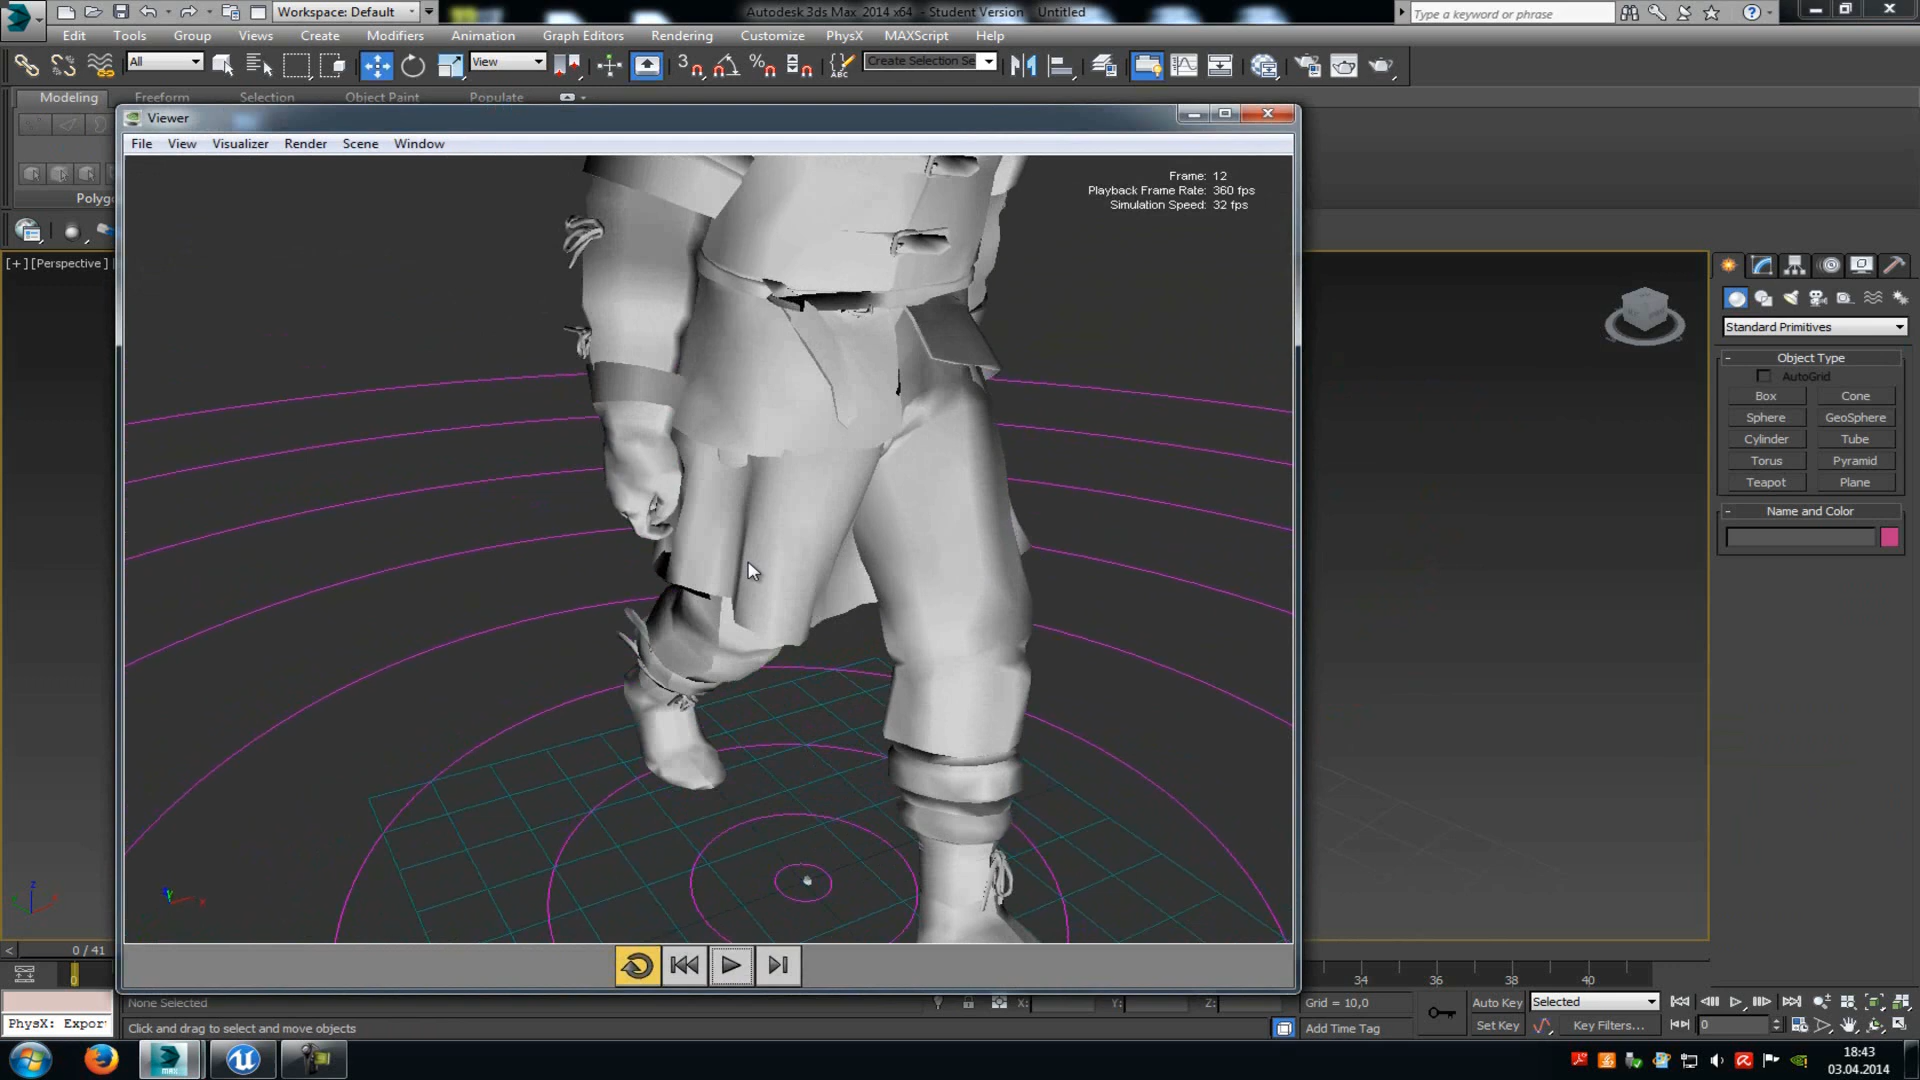 Workspace: Default
Autodesk 3ds Max 2014 x64 - Student Version Untitled
Type a keyword or phrase
Edit Tools Group Views Create Modifiers Animation Graph Editors Rendering Customize PhysX MAXScript Help
All
View
3
ABC
Create Selection Se
Modeling Freeform Selection Object Paint Populate
Polyg
Viewer
File View Visualizer Render Scene Window
Frame: 12
Playback Frame Rate: 360 fps
Simulation Speed: 32 fps
[+][Perspective]
Standard Primitives
Object Type
AutoGrid
Box Cone
Sphere GeoSphere
Cylinder Tube
Torus Pyramid
Teapot Plane
Name and Color
0 / 41
0
34 36 38 40
None Selected
X: Y: Z: Grid = 10,0
Auto Key Selected
PhysX: Expor
Click and drag to select and move objects
Add Time Tag
Set Key Key Filters... 0
18:43
03.04.2014